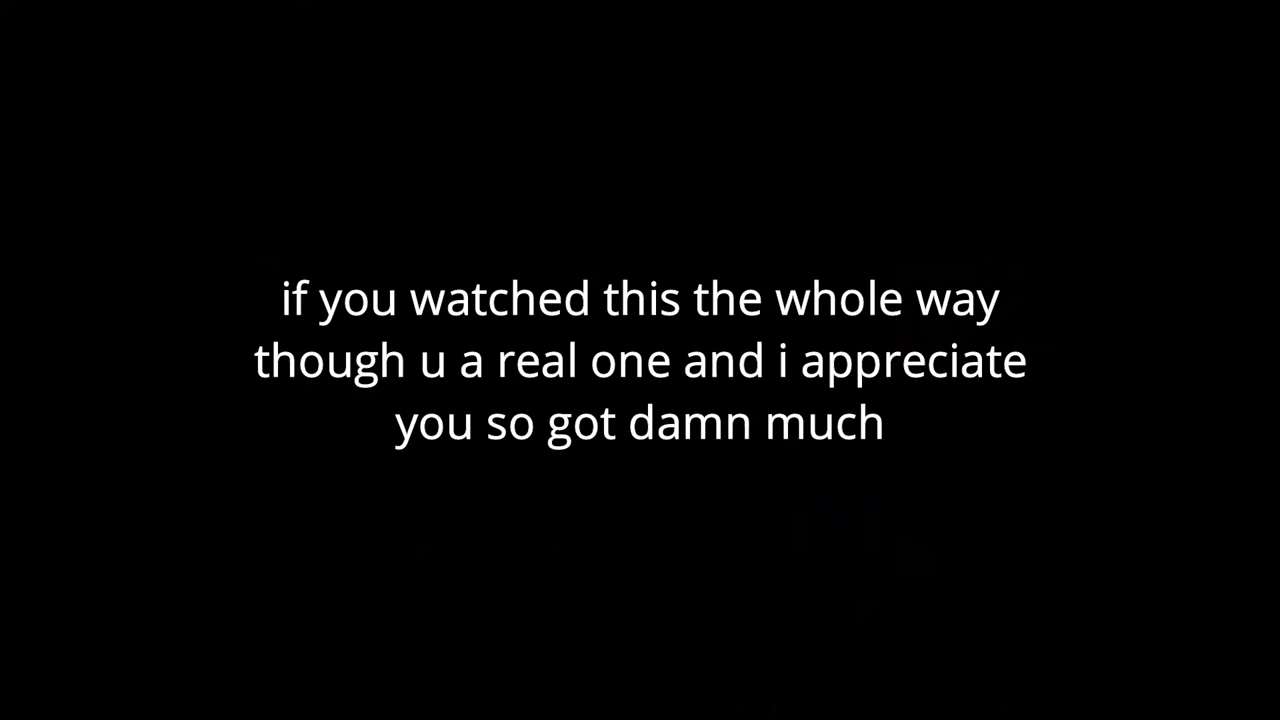 if you watched this the whole way
though u a real one and i appreciate
you so got damn much